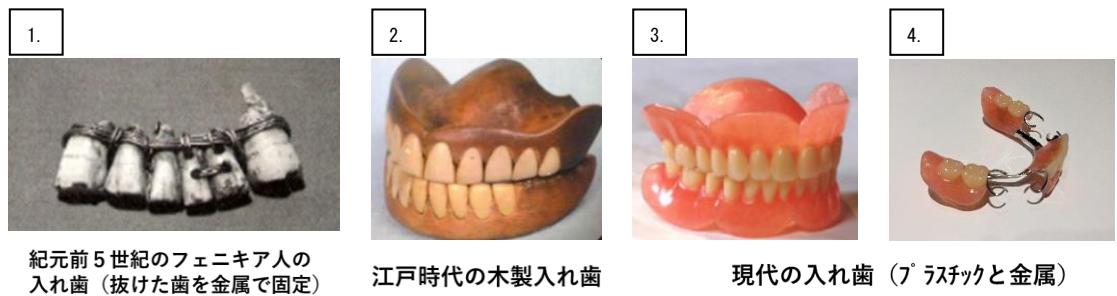 1.
2.
3.
4.
紀元前５世紀のフェニキア人の
入れ歯（抜けた歯を金属で固定）
江戸時代の木製入れ歯
現代の入れ歯（ﾌﾟﾗｽﾁｯｸと金属）